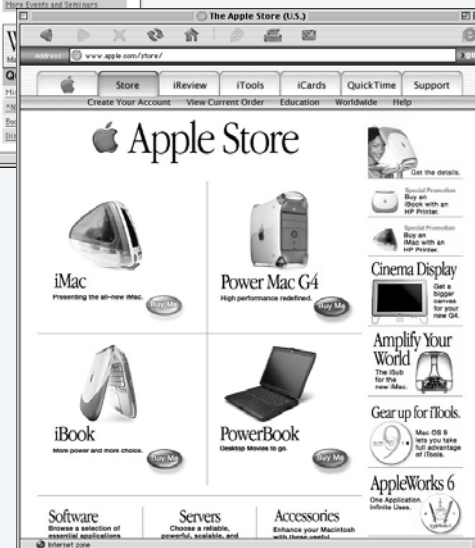 More Events and Seminars
The Apple Store (U.S.)
Address: www.apple.com/store/
Store iReview iTools iCards QuickTime Support
Create Your Account View Current Order Education Worldwide Help
Apple Store
Get the details.
Special Promotion
Buy an
iBook with an
HP Printer.
Special Promotion
Buy an
iMac with an
HP Printer.
iMac
Presenting the all-new iMac.
Buy Me
Power Mac G4
High performance redefined.
Buy Me
Cinema Display
Get a
bigger
canvas
for your
new G4.
Amplify Your
World
The iSub
for the
new iMac.
iBook
More power and more choice.
Buy Me
PowerBook
Desktop Movies to go.
Buy Me
Gear up for iTools.
Mac OS 9
lets you take
full advantage
of iTools.
AppleWorks 6
One Application.
Infinite Uses.
Software
Browse a selection of
essential applications
Servers
Choose a reliable,
powerful, scalable, and
Accessories
Enhance your Macintosh
with these useful
Internet zone